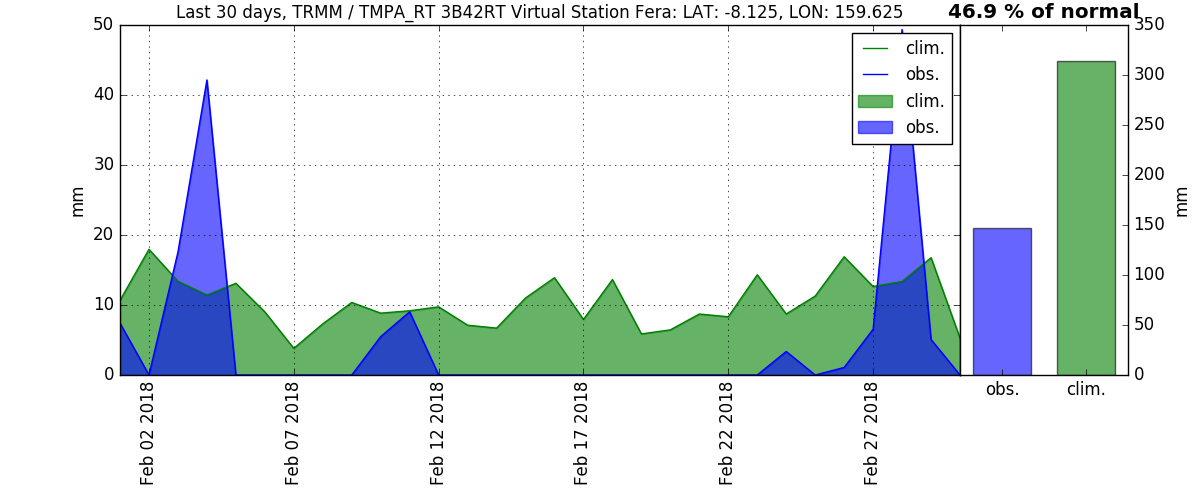 Last 30 days, TRMM / TMPA_RT 3B42RT Virtual Station Fera: LAT: -8.125, LON: 159.625
46.9 % of normal
50
40
30
20
10
0
mm
clim.
obs.
clim.
obs.
350
300
250
200
150
100
50
0
mm
Feb 02 2018
Feb 07 2018
Feb 12 2018
Feb 17 2018
Feb 22 2018
Feb 27 2018
obs.
clim.